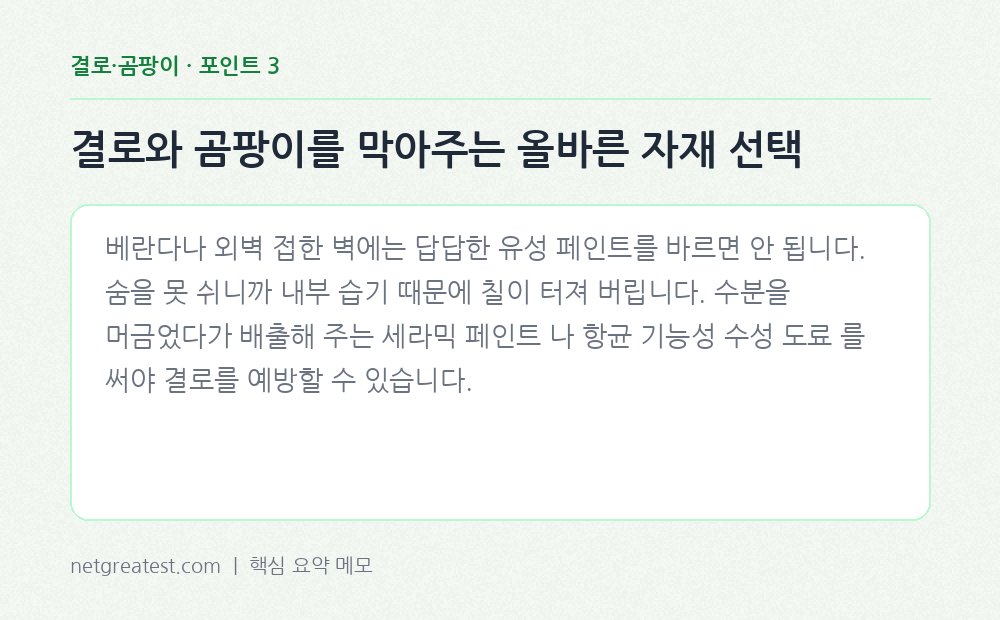 결로·곰팡이 · 포인트 3
결로와 곰팡이를 막아주는 올바른 자재 선택
베란다나 외벽 접한 벽에는 답답한 유성 페인트를 바르면 안 됩니다.
숨을 못 쉬니까 내부 습기 때문에 칠이 터져 버립니다. 수분을
머금었다가 배출해 주는 세라믹 페인트 나 항균 기능성 수성 도료 를
써야 결로를 예방할 수 있습니다.
netgreatest.com | 핵심 요약 메모